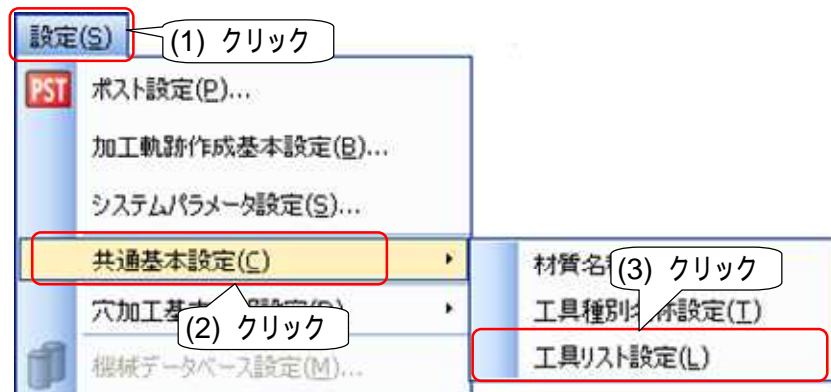 設定(S)
(1) クリック
PST ポスト設定(P)...
加工軌跡作成基本設定(B)...
システムパラメータ設定(S)...
共通基本設定(C)
材質名
(3) クリック
穴加工基
(2) クリック
工具種別 称設定(T)
機械データベース設定(M)...
工具リスト設定(L)